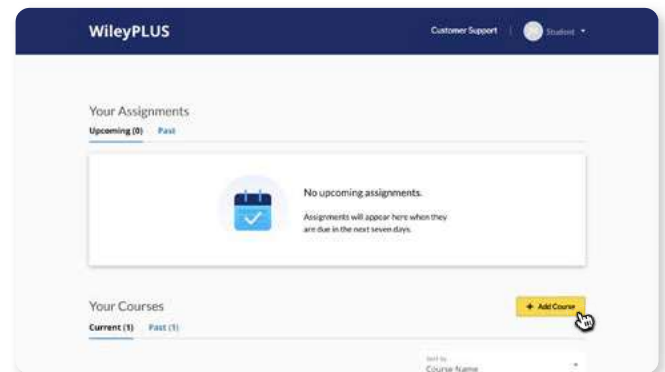 WileyPLUS
Customer Support
Student
Your Assignments
Upcoming (0) Past
No upcoming assignments.
Assignments will appear here when they
are due in the next seven days.
Your Courses
+ Add Course
Current (1) Past (1)
Sort by
Course Name